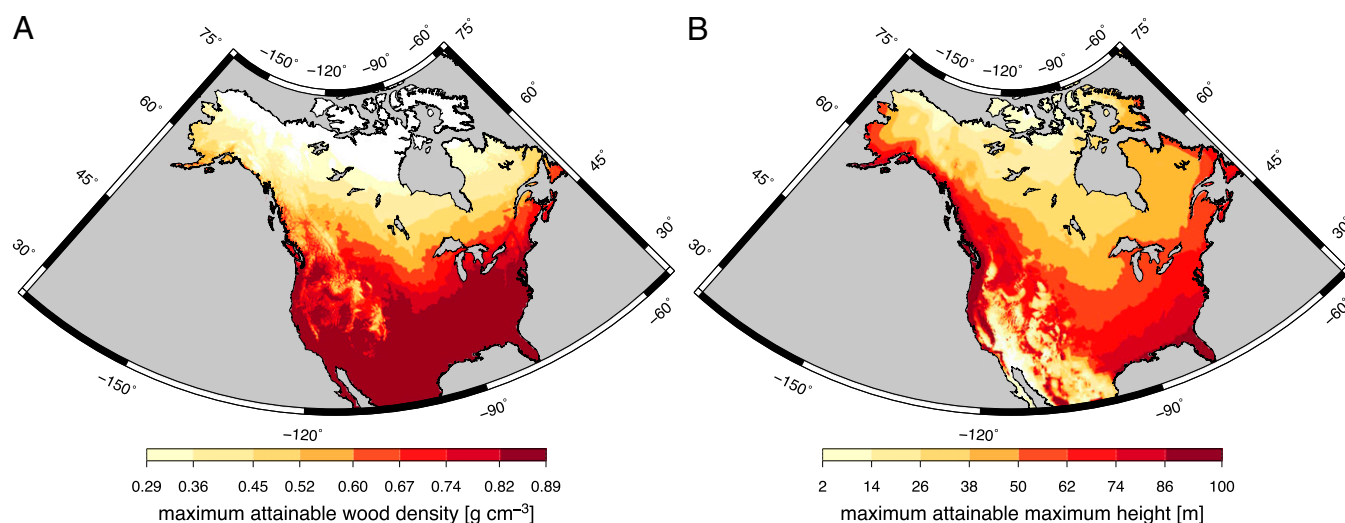 A
B
75° −150° −120° −90° −60° 75°
60° 60°
45° 45°
30° 30°
−150° −120° −90° −60°
75° −150° −120° −90° −60° 75°
60° 60°
45° 45°
30° 30°
−150° −120° −90° −60°
0.29 0.36 0.45 0.52 0.60 0.67 0.74 0.82 0.89
maximum attainable wood density [g cm⁻³]
2 14 26 38 50 62 74 86 100
maximum attainable maximum height [m]